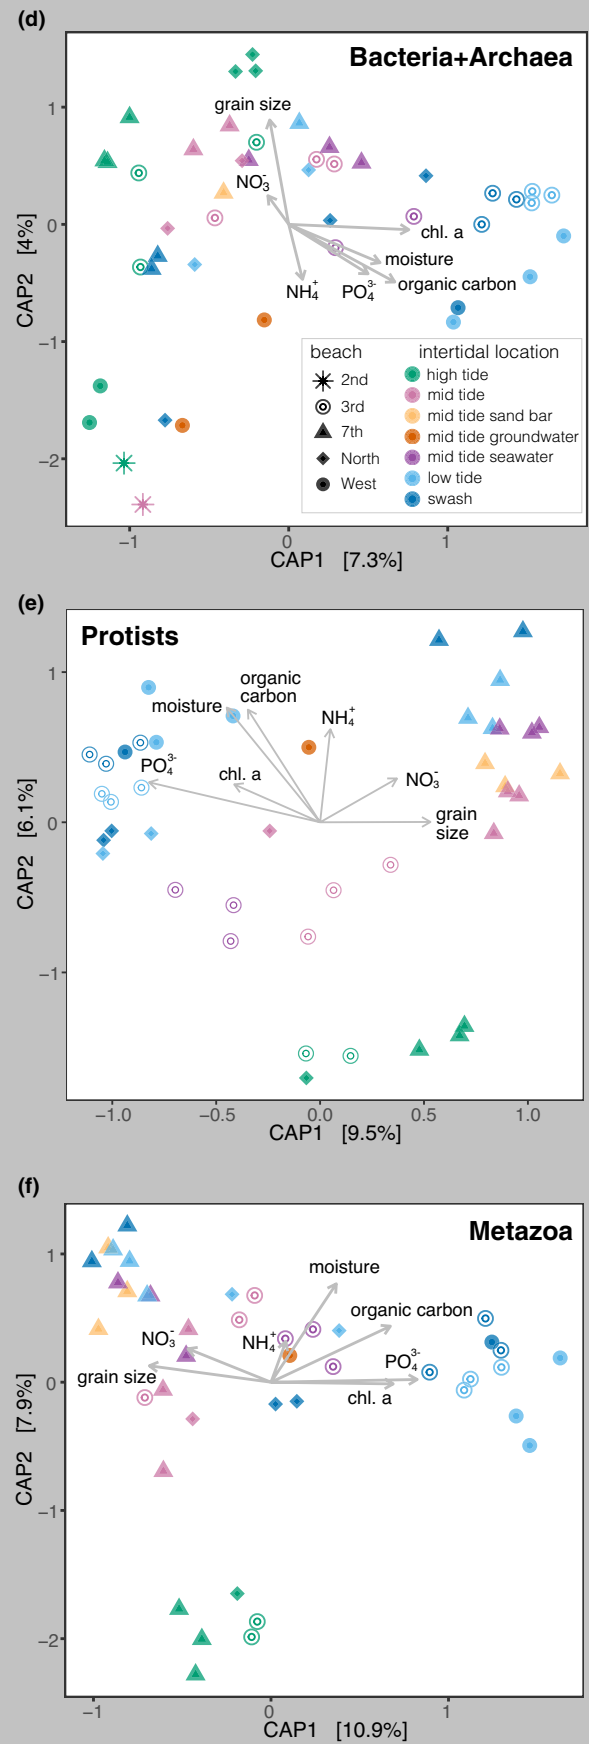 (d)
Bacteria+Archaea
grain size
NO₃⁻
chl. a
moisture
organic carbon
NH₄⁺
PO₄³⁻
1
0
−1
−2
CAP2 [4%]
beach
2nd
3rd
7th
North
West
intertidal location
high tide
mid tide
mid tide sand bar
mid tide groundwater
mid tide seawater
low tide
swash
−1
0
1
CAP1 [7.3%]
(e)
Protists
organic
carbon
moisture
NH₄⁺
PO₄³⁻
chl. a
NO₃⁻
grain
size
1
0
−1
CAP2 [6.1%]
−1.0
−0.5
0.0
0.5
1.0
CAP1 [9.5%]
(f)
Metazoa
moisture
organic carbon
NO₃⁻
NH₄⁺
PO₄³⁻
grain size
chl. a
1
0
−1
−2
CAP2 [7.9%]
−1
0
1
CAP1 [10.9%]